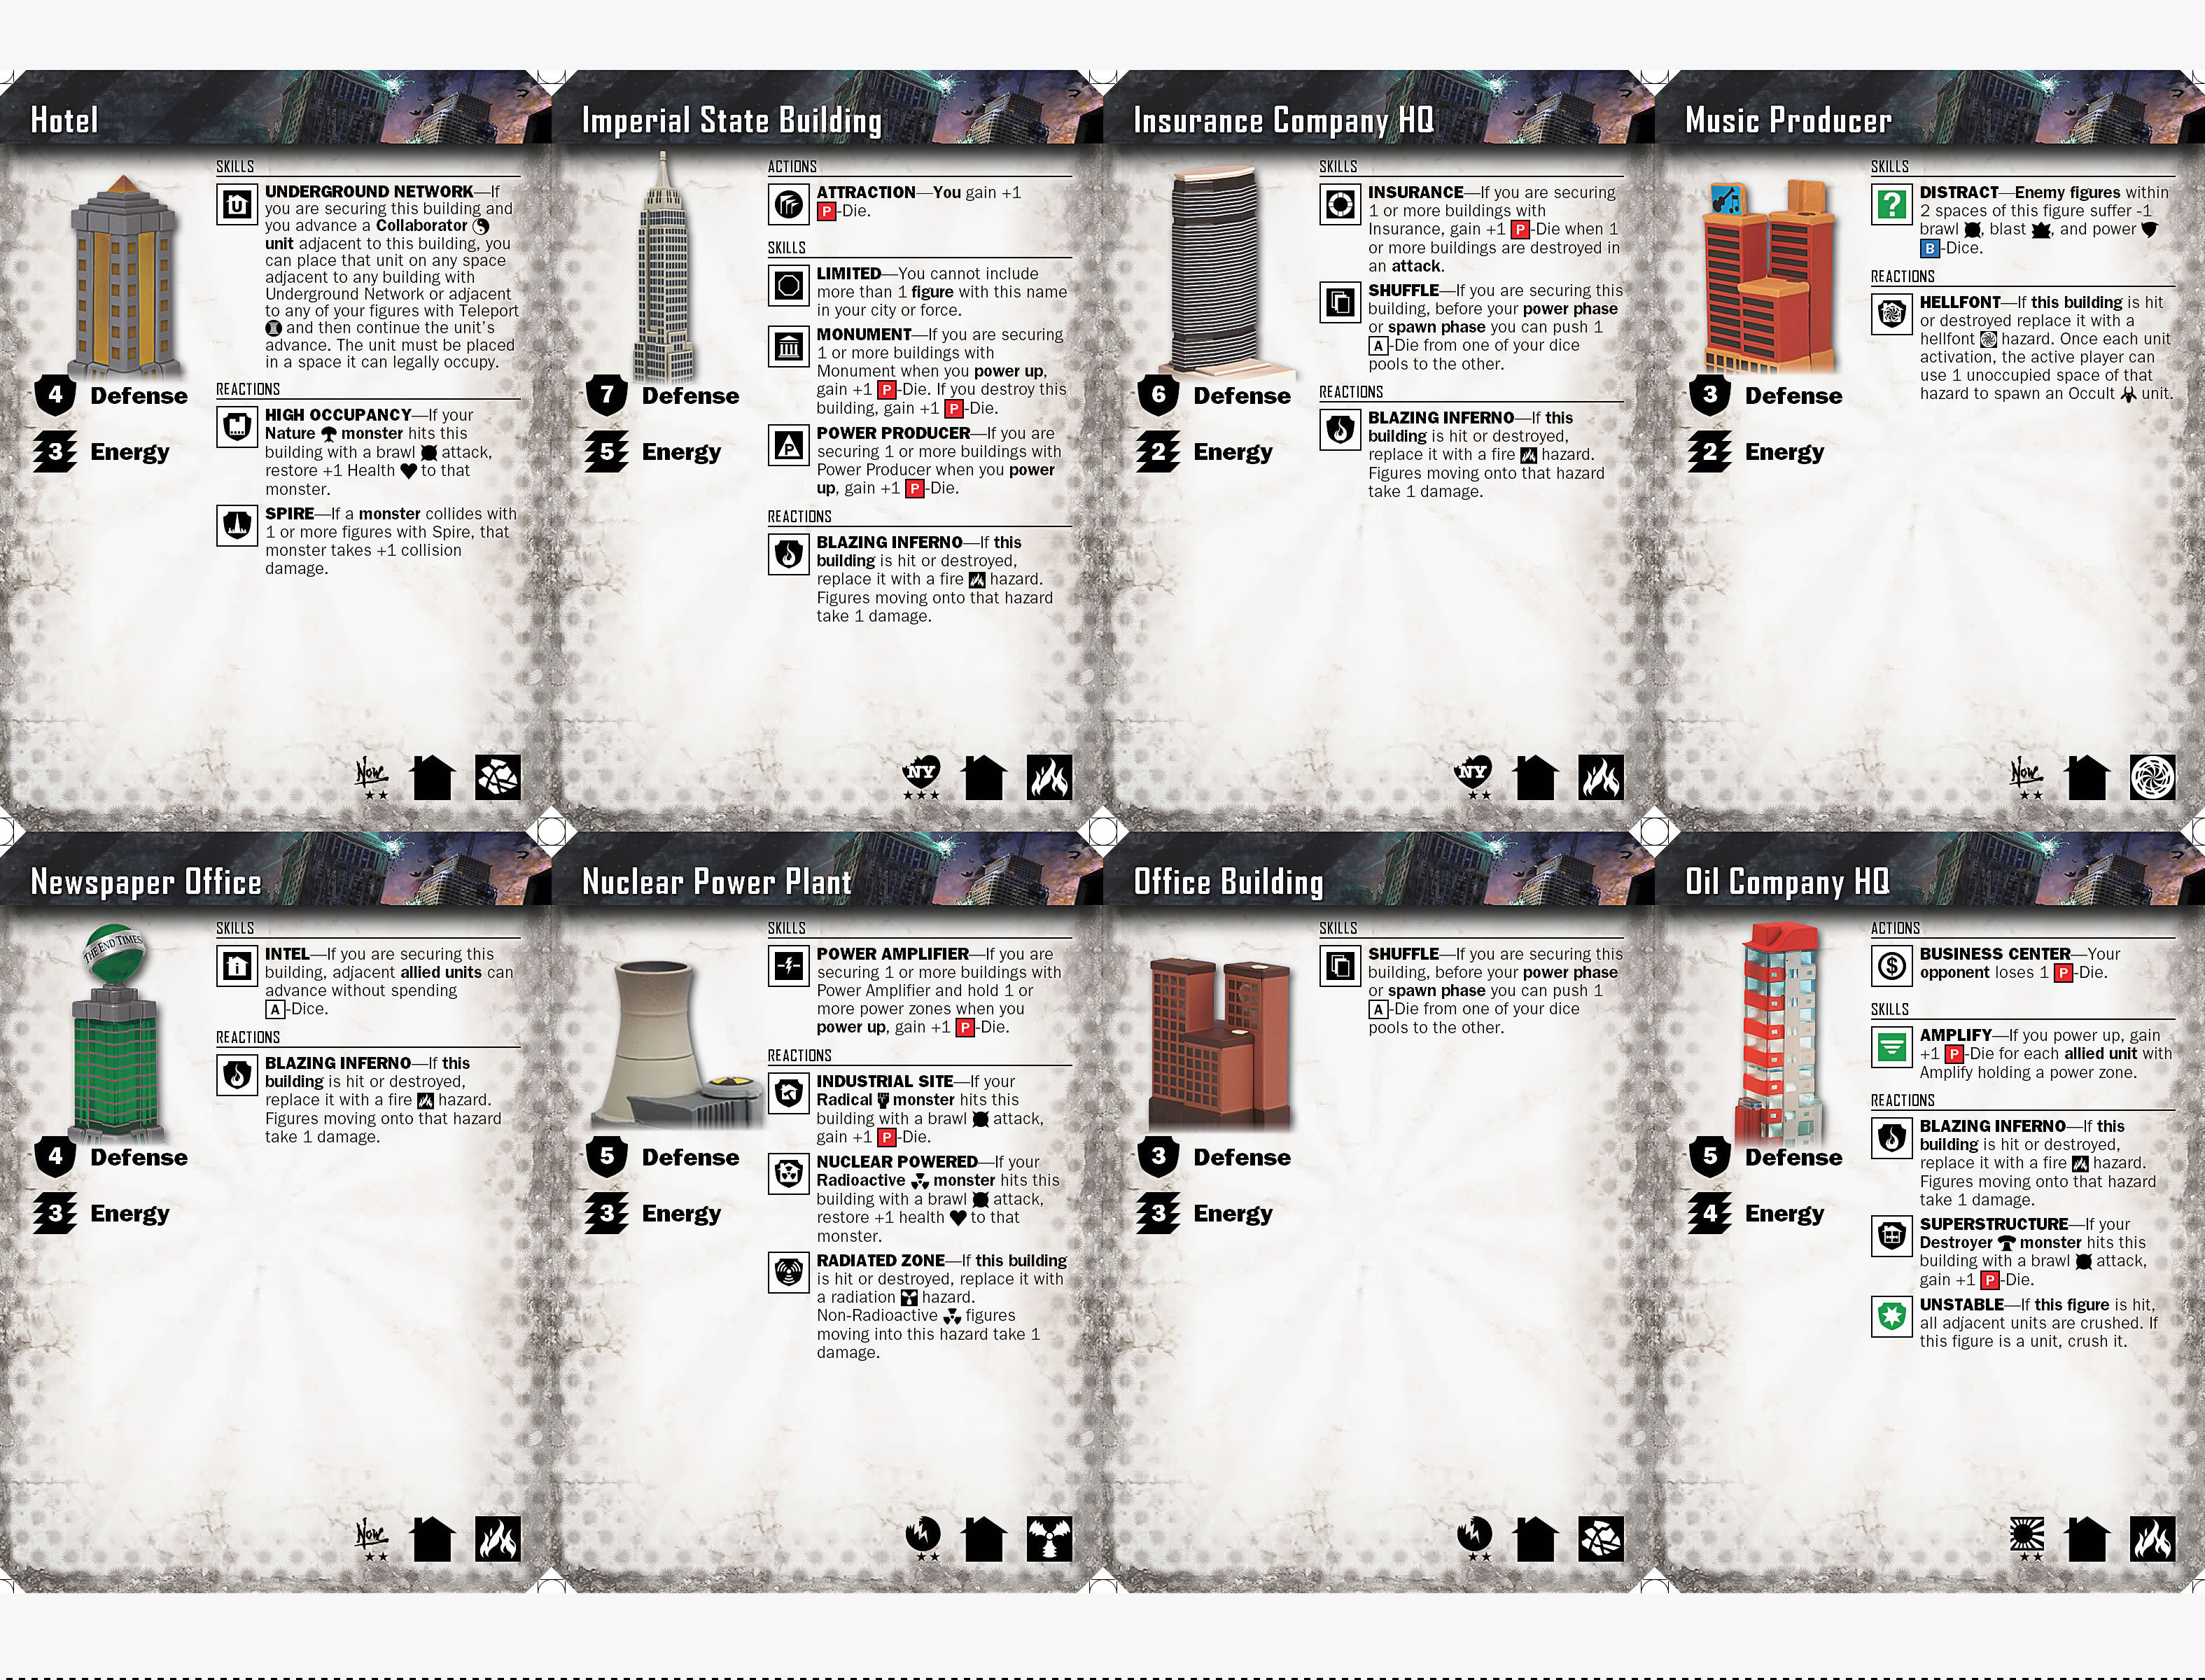 Hotel
SKILLS
UNDERGROUND NETWORK—If
you are securing this building and
you advance a Collaborator
unit adjacent to this building, you
can place that unit on any space
adjacent to any building with
Underground Network or adjacent
to any of your figures with Teleport
and then continue the unit's
advance. The unit must be placed
in a space it can legally occupy.
REACTIONS
HIGH OCCUPANCY—If your
Nature monster hits this
building with a brawl attack,
restore +1 Health to that
monster.
SPIRE—If a monster collides with
1 or more figures with Spire, that
monster takes +1 collision
damage.
4 Defense
3 Energy
Now
Imperial State Building
ACTIONS
ATTRACTION—You gain +1
P-Die.
SKILLS
LIMITED—You cannot include
more than 1 figure with this name
in your city or force.
MONUMENT—If you are securing
1 or more buildings with
Monument when you power up,
gain +1 P-Die. If you destroy this
building, gain +1 P-Die.
POWER PRODUCER—If you are
securing 1 or more buildings with
Power Producer when you power
up, gain +1 P-Die.
REACTIONS
BLAZING INFERNO—If this
building is hit or destroyed,
replace it with a fire hazard.
Figures moving onto that hazard
take 1 damage.
7 Defense
5 Energy
NY
Insurance Company HQ
SKILLS
INSURANCE—If you are securing
1 or more buildings with
Insurance, gain +1 P-Die when 1
or more buildings are destroyed in
an attack.
SHUFFLE—If you are securing this
building, before your power phase
or spawn phase you can push 1
A-Die from one of your dice
pools to the other.
REACTIONS
BLAZING INFERNO—If this
building is hit or destroyed,
replace it with a fire hazard.
Figures moving onto that hazard
take 1 damage.
6 Defense
2 Energy
NY
Music Producer
SKILLS
? DISTRACT—Enemy figures within
2 spaces of this figure suffer -1
brawl, blast, and power
B-Dice.
REACTIONS
HELLFONT—If this building is hit
or destroyed replace it with a
hellfont hazard. Once each unit
activation, the active player can
use 1 unoccupied space of that
hazard to spawn an Occult unit.
3 Defense
2 Energy
Now
Newspaper Office
THE END TIMES
SKILLS
INTEL—If you are securing this
building, adjacent allied units can
advance without spending
A-Dice.
REACTIONS
BLAZING INFERNO—If this
building is hit or destroyed,
replace it with a fire hazard.
Figures moving onto that hazard
take 1 damage.
4 Defense
3 Energy
Now
Nuclear Power Plant
SKILLS
POWER AMPLIFIER—If you are
securing 1 or more buildings with
Power Amplifier and hold 1 or
more power zones when you
power up, gain +1 P-Die.
REACTIONS
INDUSTRIAL SITE—If your
Radical monster hits this
building with a brawl attack,
gain +1 P-Die.
NUCLEAR POWERED—If your
Radioactive monster hits this
building with a brawl attack,
restore +1 health to that
monster.
RADIATED ZONE—If this building
is hit or destroyed, replace it with
a radiation hazard.
Non-Radioactive figures
moving into this hazard take 1
damage.
5 Defense
3 Energy
Office Building
SKILLS
SHUFFLE—If you are securing this
building, before your power phase
or spawn phase you can push 1
A-Die from one of your dice
pools to the other.
3 Defense
3 Energy
Oil Company HQ
ACTIONS
$ BUSINESS CENTER—Your
opponent loses 1 P-Die.
SKILLS
AMPLIFY—If you power up, gain
+1 P-Die for each allied unit with
Amplify holding a power zone.
REACTIONS
BLAZING INFERNO—If this
building is hit or destroyed,
replace it with a fire hazard.
Figures moving onto that hazard
take 1 damage.
SUPERSTRUCTURE—If your
Destroyer monster hits this
building with a brawl attack,
gain +1 P-Die.
UNSTABLE—If this figure is hit,
all adjacent units are crushed. If
this figure is a unit, crush it.
5 Defense
4 Energy